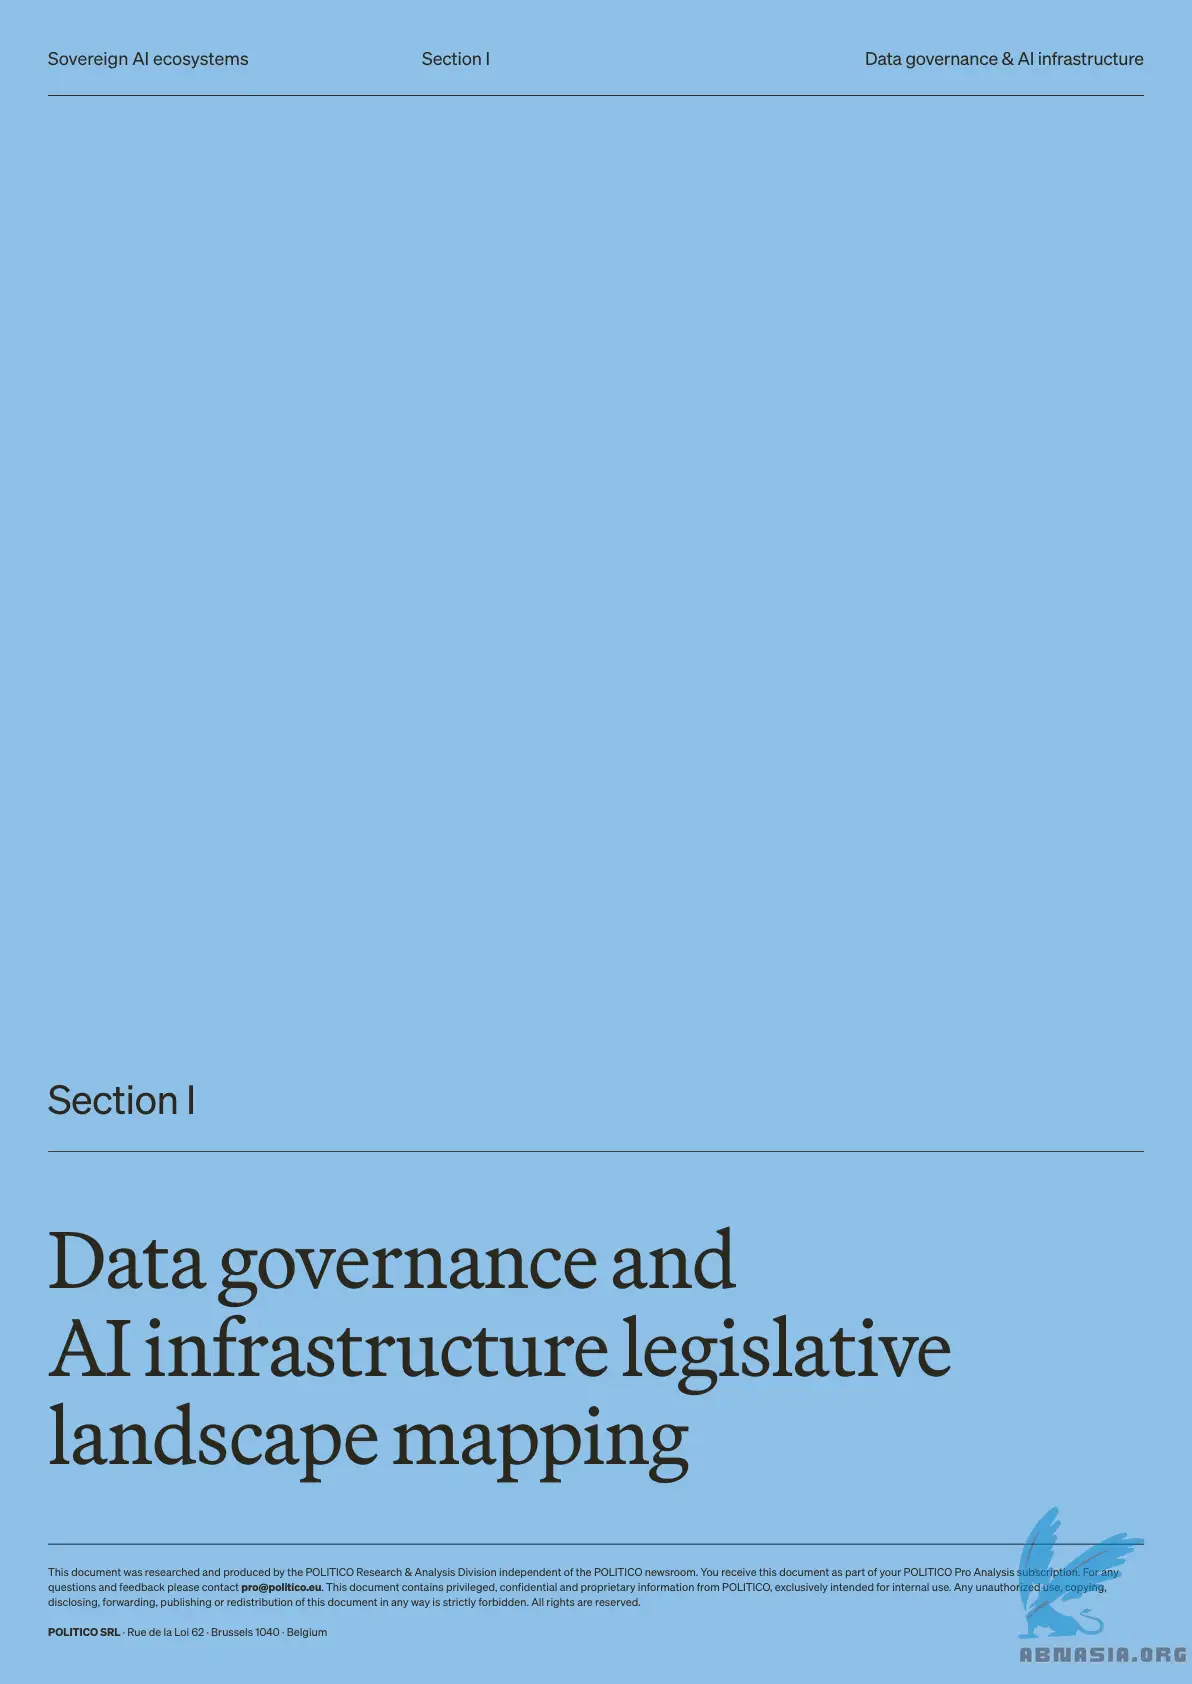 Sovereign AI ecosystems
Section I
Data governance & AI infrastructure
Section I
Data governance and
AI infrastructure legislative
landscape mapping
This document was researched and produced by the POLITICO Research & Analysis Division independent of the POLITICO newsroom. You receive this document as part of your POLITICO Pro Analysis subscription. For any
questions and feedback please contact pro@politico.eu. This document contains privileged, confidential and proprietary information from POLITICO, exclusively intended for internal use. Any unauthorized use, copying,
disclosing, forwarding, publishing or redistribution of this document in any way is strictly forbidden. All rights are reserved.
POLITICO SRL · Rue de la Loi 62 · Brussels 1040 · Belgium
ABNASIA.ORG